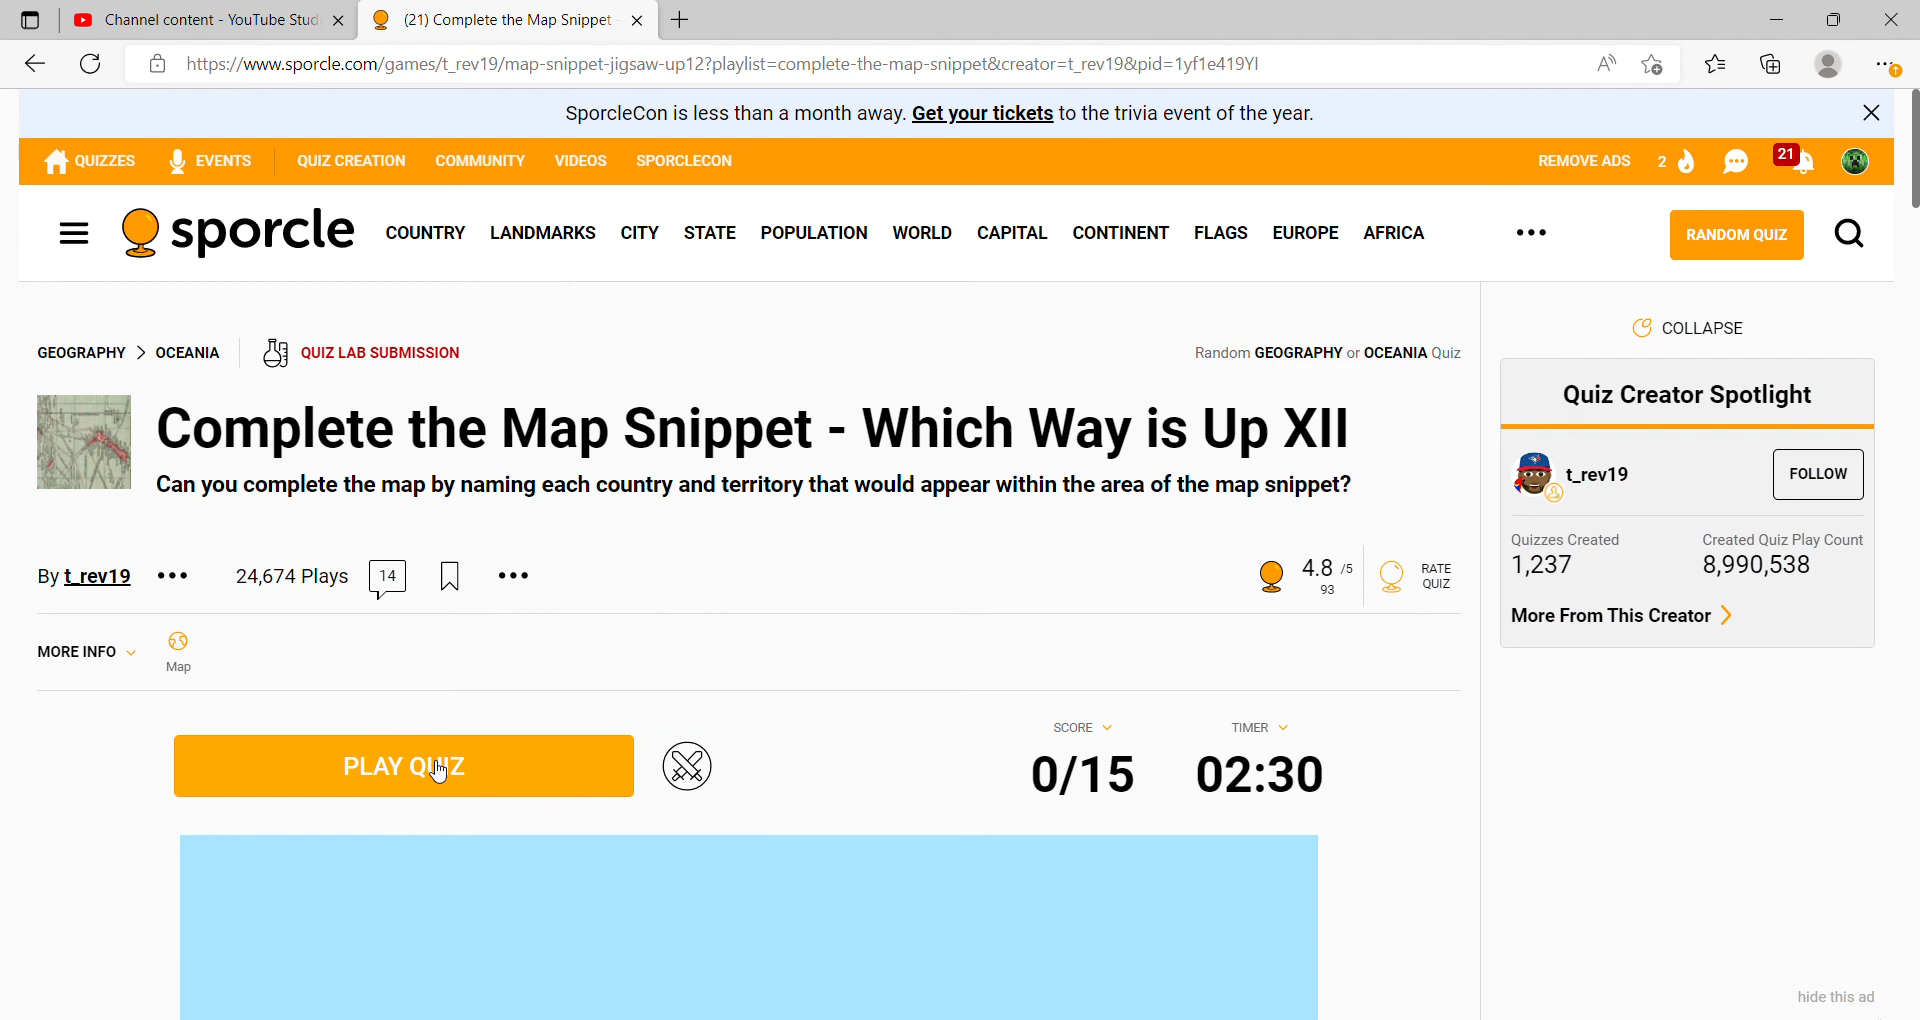 Channel content - YouTube Stud
(21) Complete the Map Snippet
https://www.sporcle.com/games/t_rev19/map-snippet-jigsaw-up12?playlist=complete-the-map-snippet&creator=t_rev19&pid=1yf1e419YI
SporcleCon is less than a month away. Get your tickets to the trivia event of the year.
QUIZZES EVENTS QUIZ CREATION COMMUNITY VIDEOS SPORCLECON REMOVE ADS 2 21
sporcle COUNTRY LANDMARKS CITY STATE POPULATION WORLD CAPITAL CONTINENT FLAGS EUROPE AFRICA RANDOM QUIZ
COLLAPSE
GEOGRAPHY > OCEANIA QUIZ LAB SUBMISSION Random GEOGRAPHY or OCEANIA Quiz
Quiz Creator Spotlight
Complete the Map Snippet - Which Way is Up XII
Can you complete the map by naming each country and territory that would appear within the area of the map snippet?
t_rev19 FOLLOW
Quizzes Created Created Quiz Play Count
1,237 8,990,538
More From This Creator
By t_rev19 24,674 Plays 14 4.8 /5 93 RATE QUIZ
MORE INFO Map
SCORE TIMER
PLAY QUIZ 0/15 02:30
hide this ad